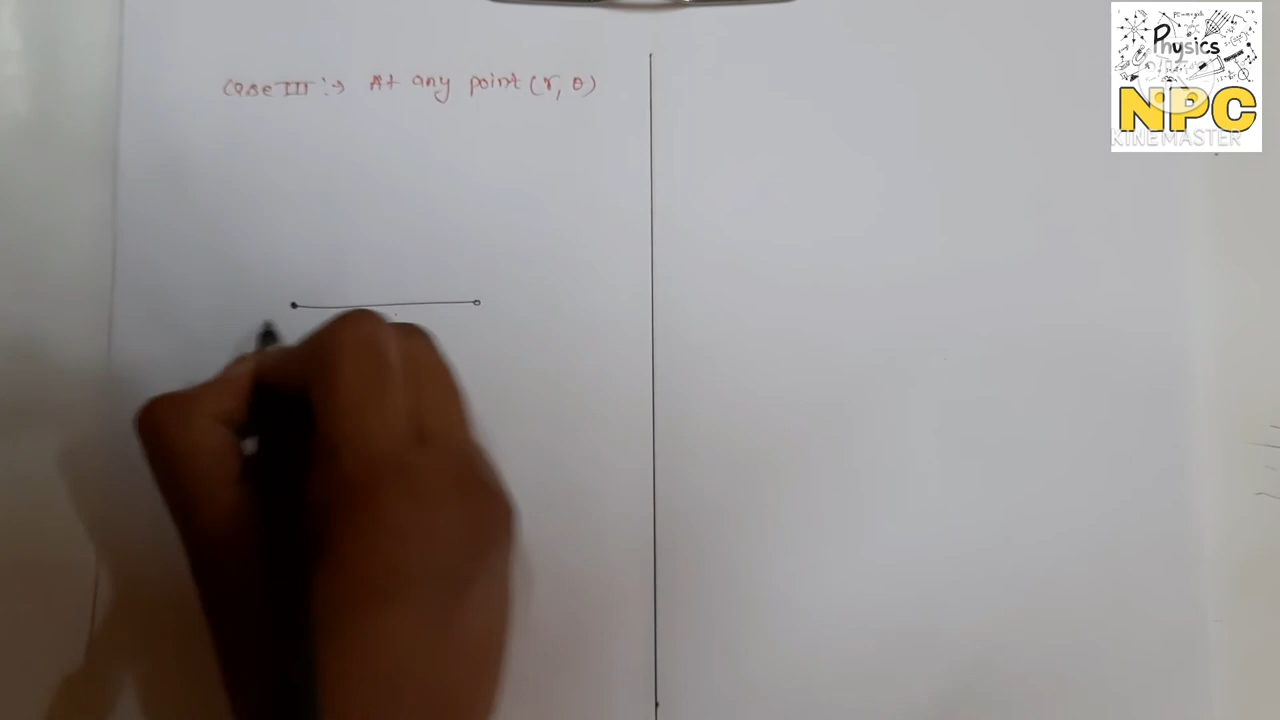 Case III :→ At any point (r, θ)
Physics
NPC
KINEMASTER